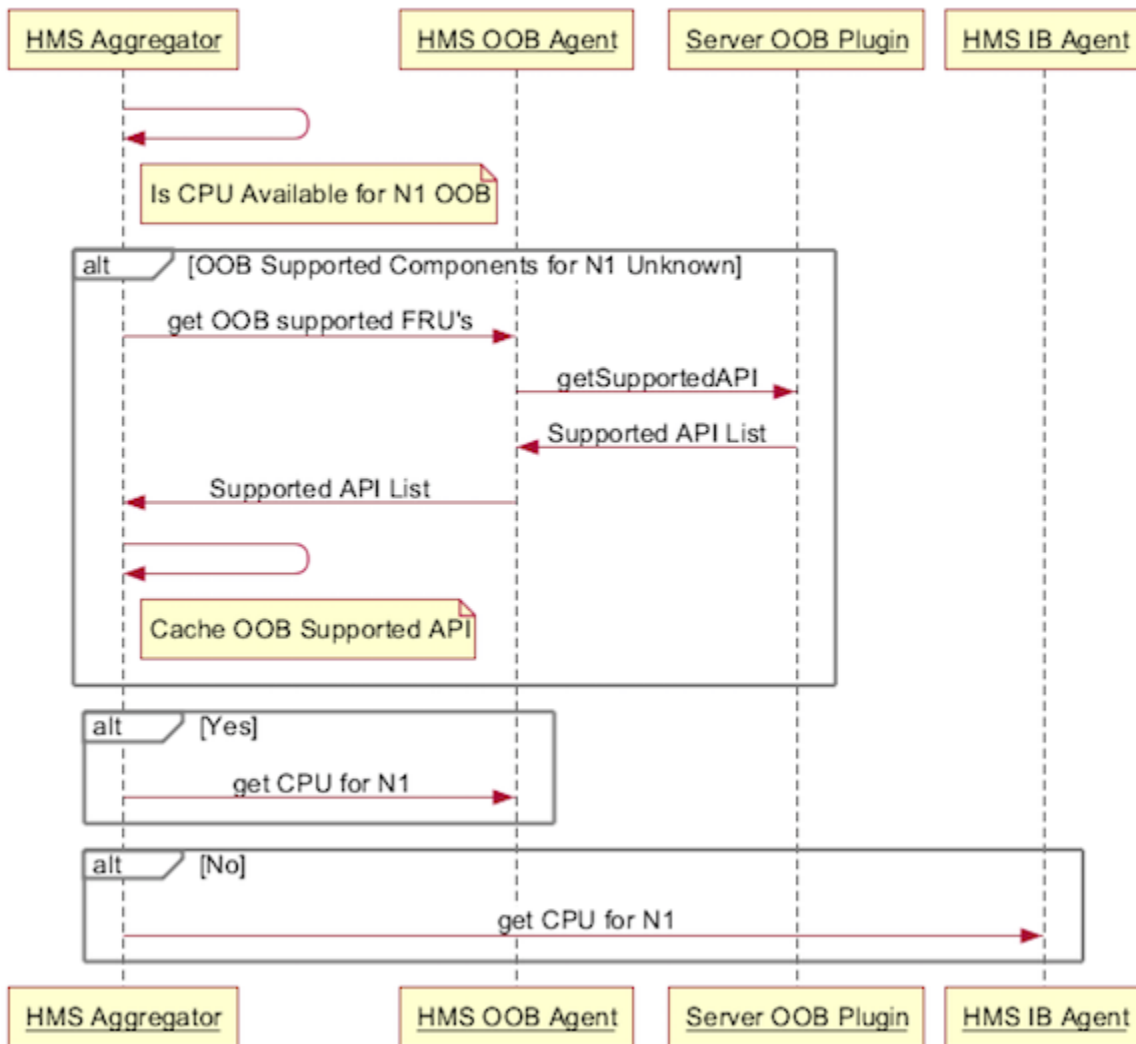 HMS Aggregator
HMS OOB Agent
Server OOB Plugin
HMS IB Agent
Is CPU Available for N1 OOB
alt
[OOB Supported Components for N1 Unknown]
get OOB supported FRU's
getSupportedAPI
Supported API List
Supported API List
Cache OOB Supported API
alt
[Yes]
get CPU for N1
alt
[No]
get CPU for N1
HMS Aggregator
HMS OOB Agent
Server OOB Plugin
HMS IB Agent